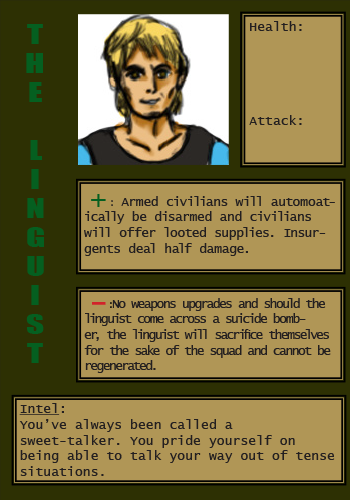 THE LINGUIST
Health:
Attack:
+: Armed civilians will automoat-
ically be disarmed and civilians
will offer looted supplies. Insur-
gents deal half damage.
—:No weapons upgrades and should the
linguist come across a suicide bomb-
er, the linguist will sacrifice themselves
for the sake of the squad and cannot be
regenerated.
Intel:
You've always been called a
sweet-talker. You pride yourself on
being able to talk your way out of tense
situations.